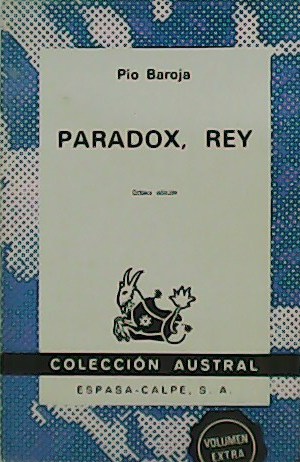 Pío Baroja
PARADOX, REY
COLECCIÓN AUSTRAL
ESPASA-CALPE, S. A.
VOLUMEN
EXTRA